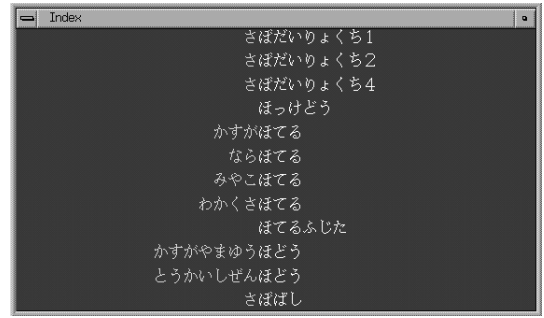 Index
さぼだいりょくち1
さぼだいりょくち2
さぼだいりょくち4
ほっけどう
かすがほてる
ならほてる
みやこほてる
わかくさほてる
ほてるふじた
かすがやまゆうほどう
とうかいしぜんほどう
さぼばし